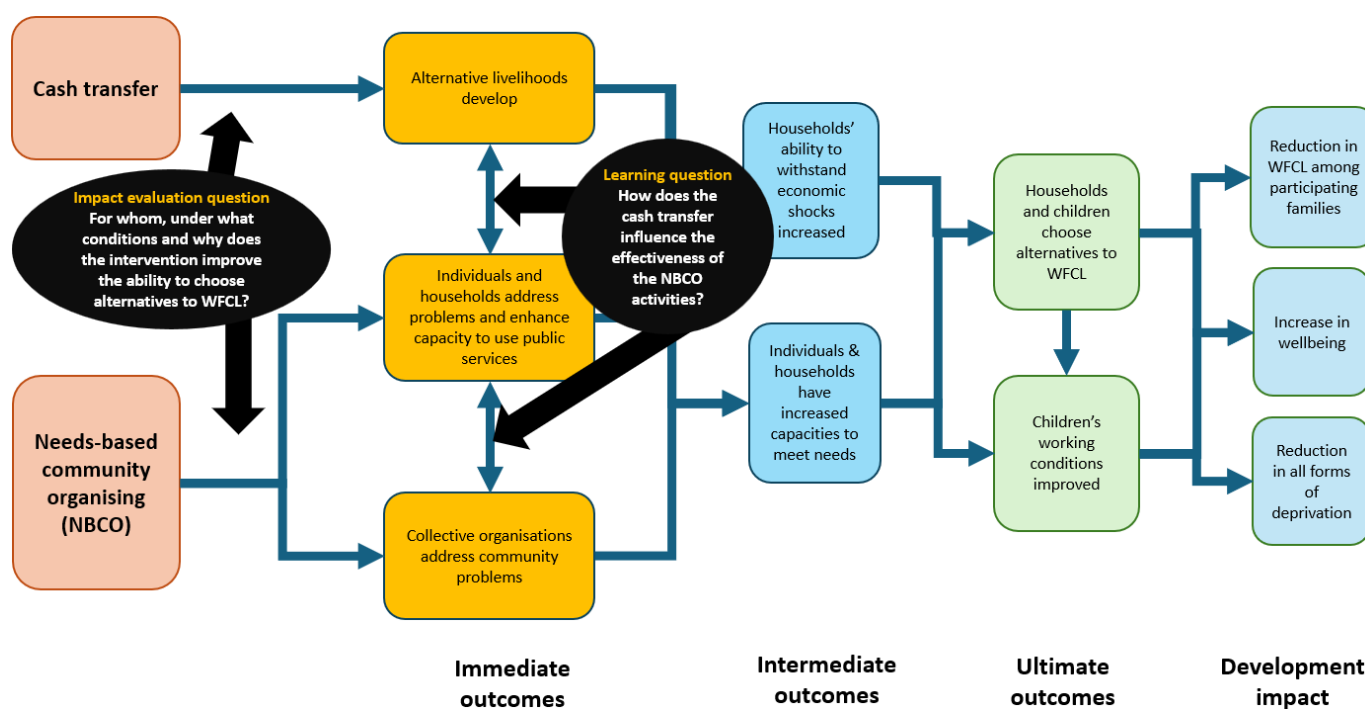 Cash transfer
Alternative livelihoods
develop
Impact evaluation question
For whom, under what
conditions and why does
the intervention improve
the ability to choose
alternatives to WFCL?
Learning question
How does the
cash transfer
influence the
effectiveness of
the NBCO
activities?
Individuals and
households address
problems and enhance
capacity to use public
services
Needs-based
community
organising
(NBCO)
Collective organisations
address community
problems
Households’
ability to
withstand
economic
shocks
increased
Individuals &
households
have
increased
capacities to
meet needs
Households
and children
choose
alternatives to
WFCL
Children’s
working
conditions
improved
Reduction in
WFCL among
participating
families
Increase in
wellbeing
Reduction
in all forms
of
deprivation
Immediate
outcomes
Intermediate
outcomes
Ultimate
outcomes
Development
impact